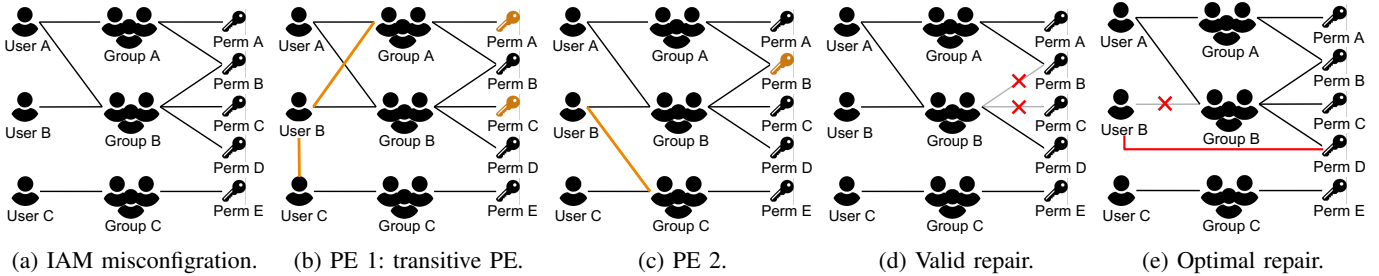 User A
Group A
Perm A
Perm B
User B
Group B
Perm C
Perm D
User C
Group C
Perm E
(a) IAM misconfigration.
User A
Group A
Perm A
Perm B
User B
Group B
Perm C
Perm D
User C
Group C
Perm E
(b) PE 1: transitive PE.
User A
Group A
Perm A
Perm B
User B
Group B
Perm C
Perm D
User C
Group C
Perm E
(c) PE 2.
User A
Group A
Perm A
Perm B
User B
Group B
Perm C
Perm D
User C
Group C
Perm E
(d) Valid repair.
User A
Group A
Perm A
Perm B
User B
Group B
Perm C
Perm D
User C
Group C
Perm E
(e) Optimal repair.